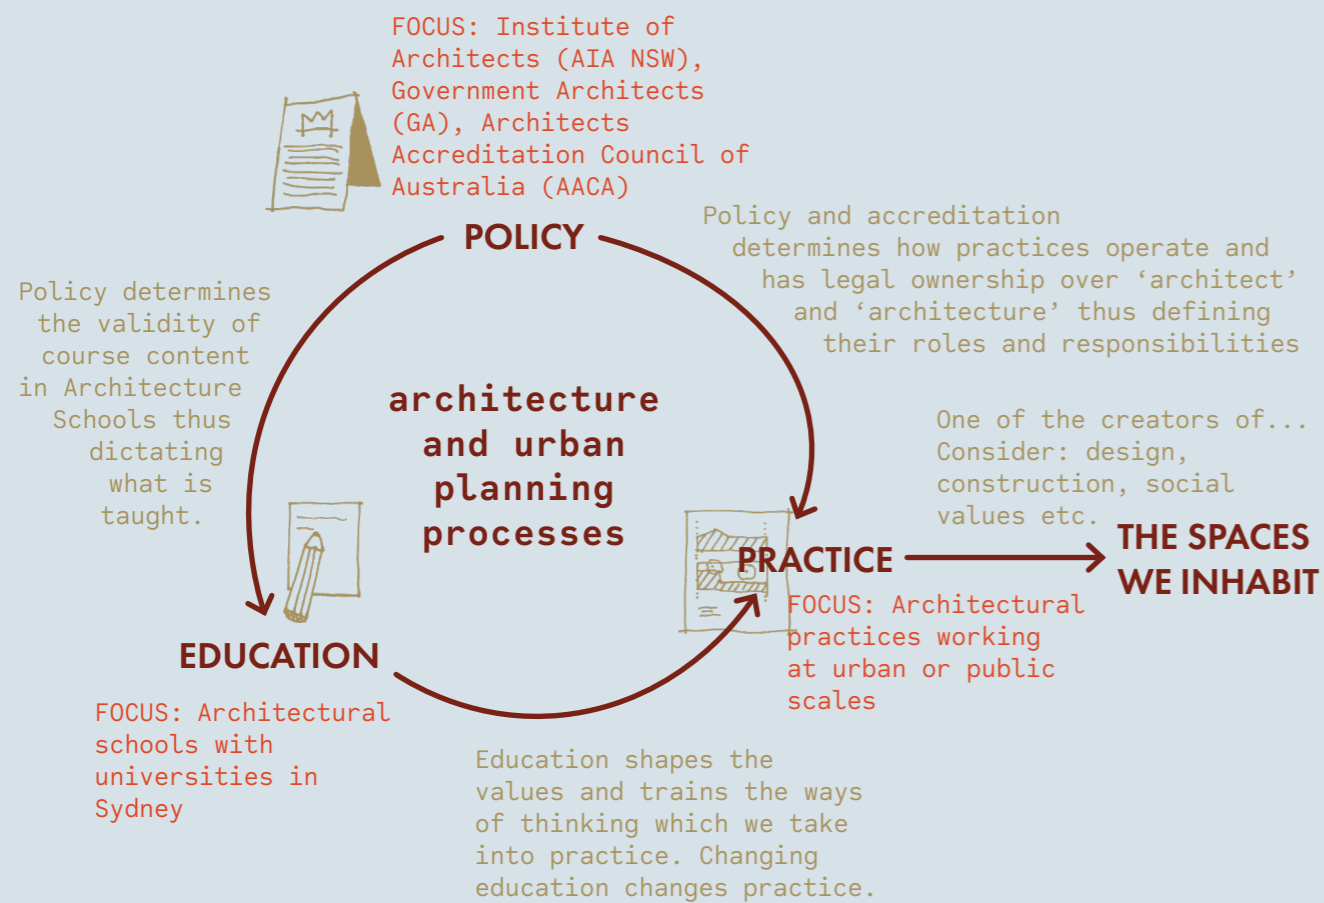 FOCUS: Institute of
Architects (AIA NSW),
Government Architects
(GA), Architects
Accreditation Council of
Australia (AACA)
POLICY
Policy and accreditation
determines how practices operate and
has legal ownership over ‘architect’
and ‘architecture’ thus defining
their roles and responsibilities
Policy determines
the validity of
course content
in Architecture
Schools thus
dictating
what is
taught.
architecture
and urban
planning
processes
One of the creators of...
Consider: design,
construction, social
values etc.
THE SPACES
WE INHABIT
PRACTICE
FOCUS: Architectural
practices working
at urban or public
scales
EDUCATION
FOCUS: Architectural
schools with
universities in
Sydney
Education shapes the
values and trains the ways
of thinking which we take
into practice. Changing
education changes practice.